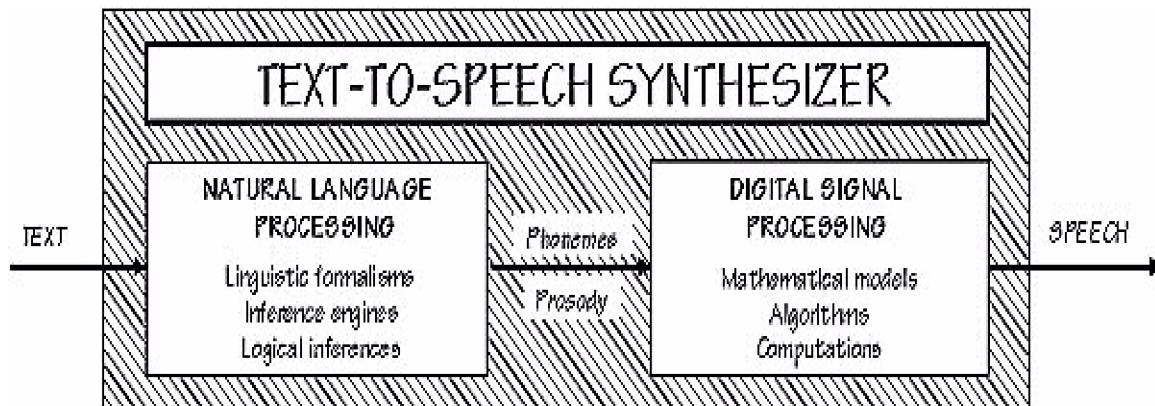 TEXT-TO-SPEECH SYNTHESIZER
NATURAL LANGUAGE
PROCESSING
Linguistic formalisms
Inference engines
Logical inferences
DIGITAL SIGNAL
PROCESSING
Mathematical models
Algorithms
Computations
TEXT
Phonemes
Prosody
SPEECH